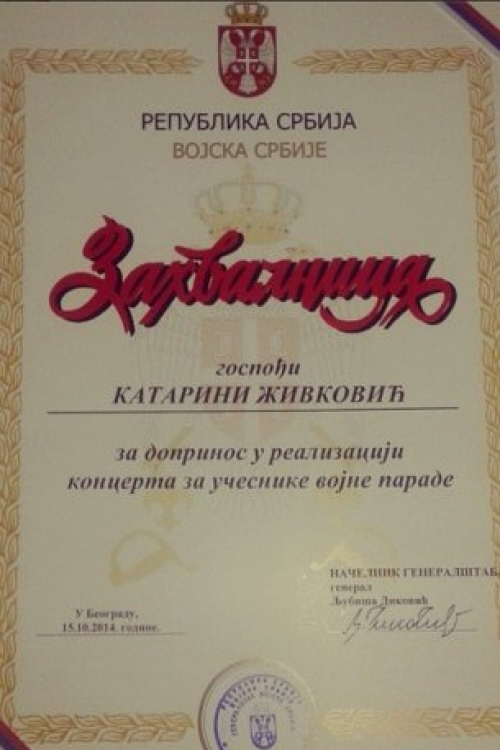 РЕПУБЛИКА СРБИЈА
ВОЈСКА СРБИЈЕ
Захвалница
госпођи
КАТАРИНИ ЖИВКОВИЋ
за допринос у реализацији
концерта за учеснике војне параде
НАЧЕЛНИК ГЕНЕРАЛШТАБА
генерал
Љубиша Диковић
У Београду,
15.10.2014. године.